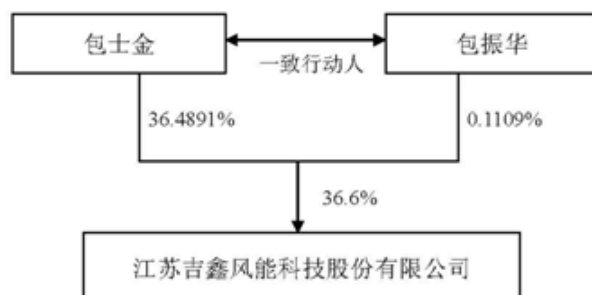 包士金
包振华
一致行动人
36.4891%
0.1109%
36.6%
江苏吉鑫风能科技股份有限公司